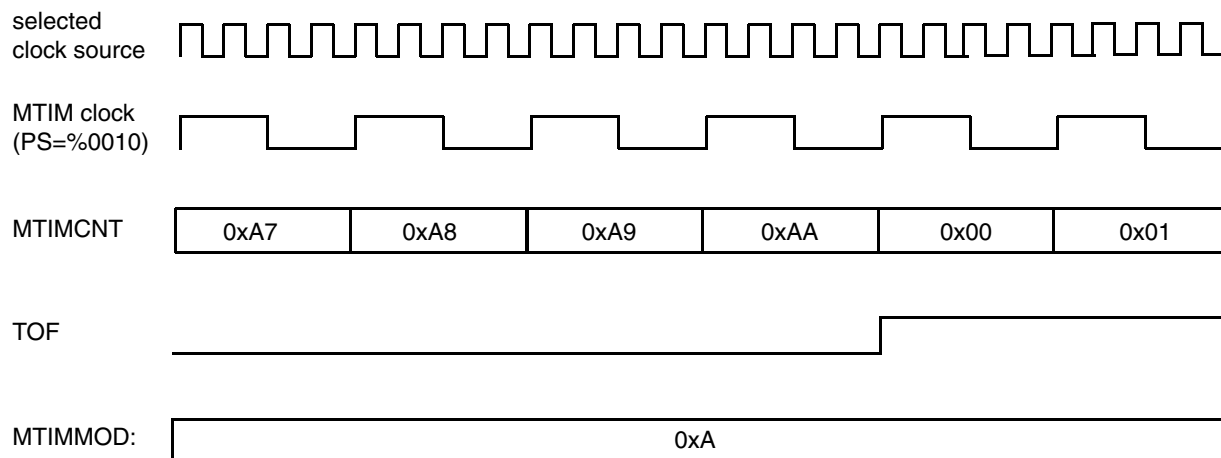 selected
clock source
MTIM clock
(PS=%0010)
MTIMCNT 0xA7 0xA8 0xA9 0xAA 0x00 0x01
TOF
MTIMMOD: 0xA